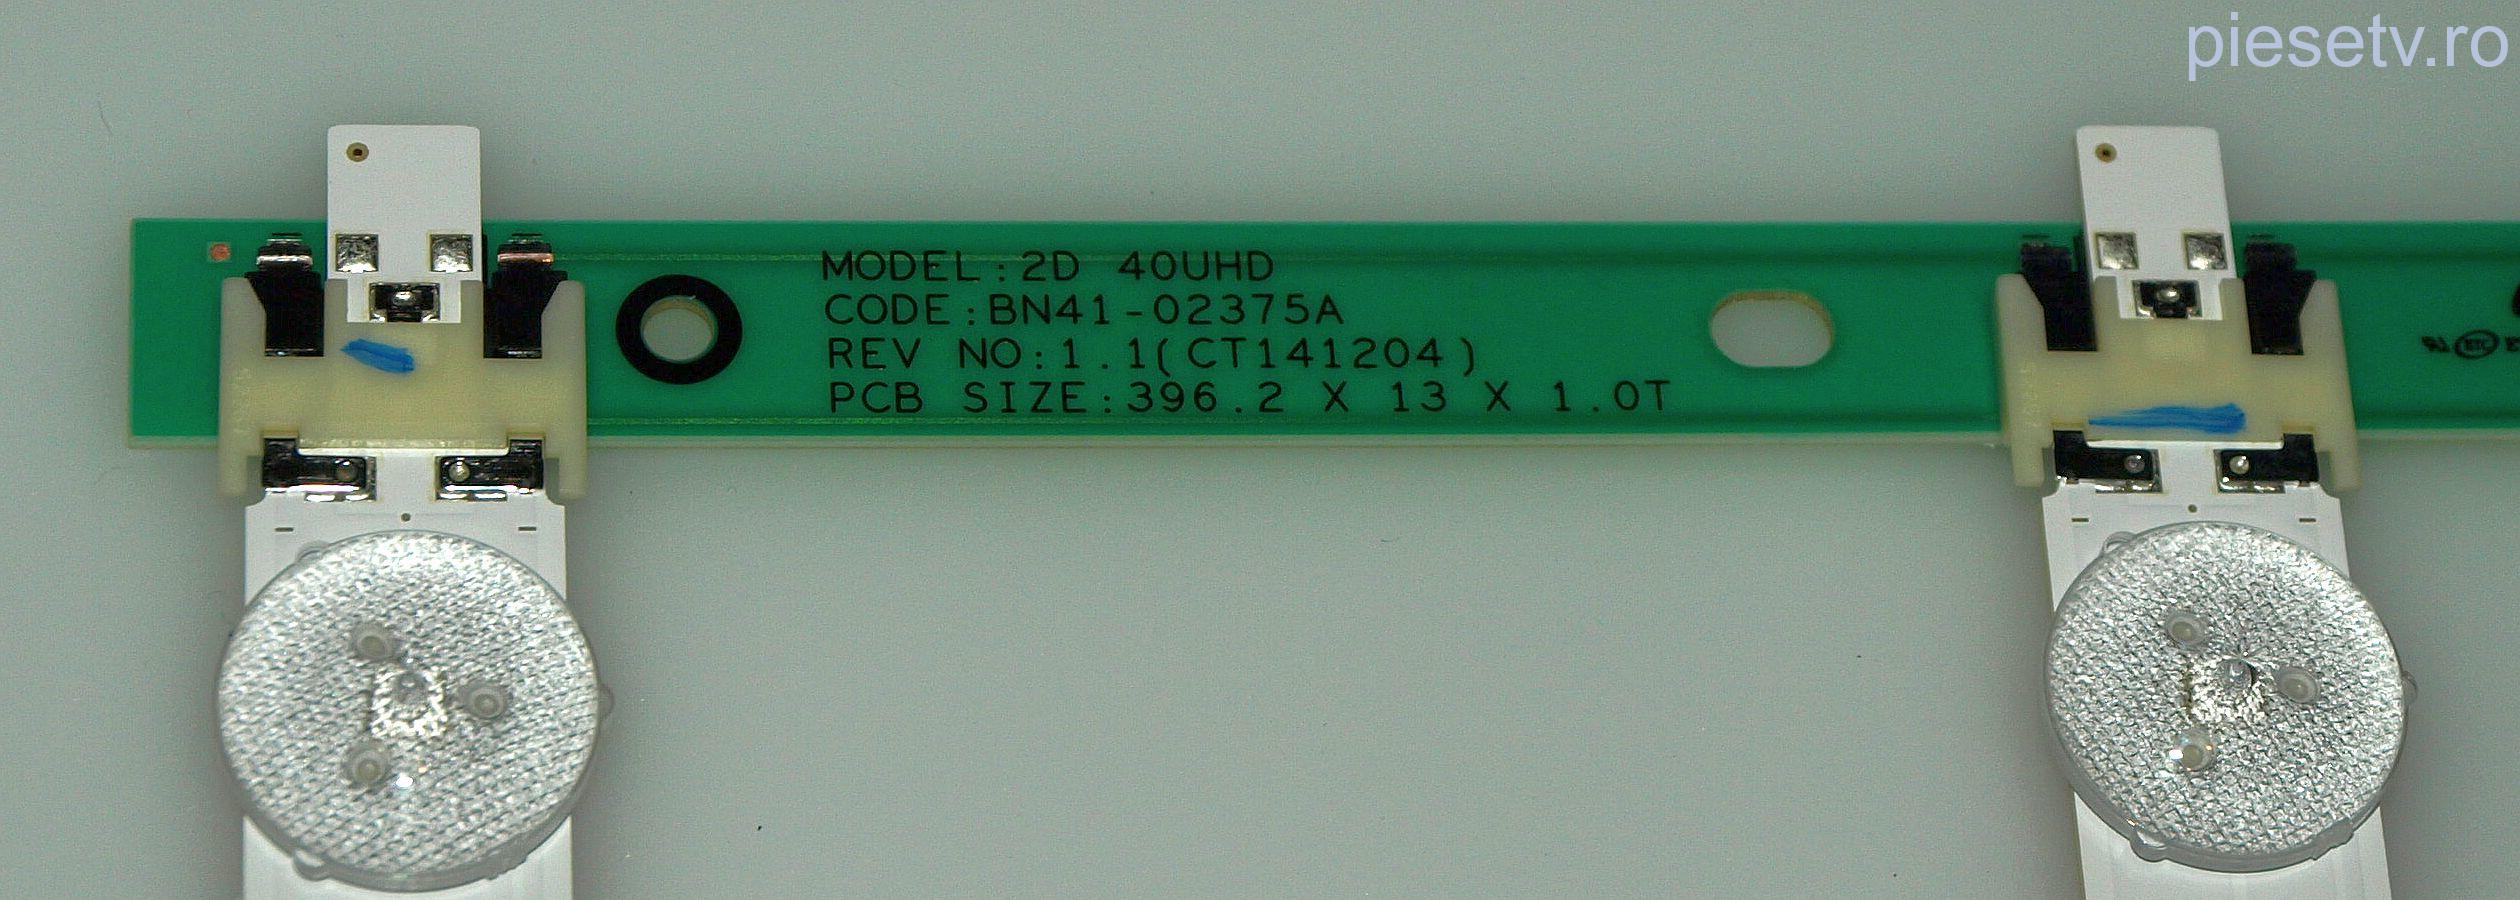 piesetv.ro
MODEL:2D 40UHD
CODE:BN41-02375A
REV NO:1.1(CT141204)
PCB SIZE:396.2 X 13 X 1.0T